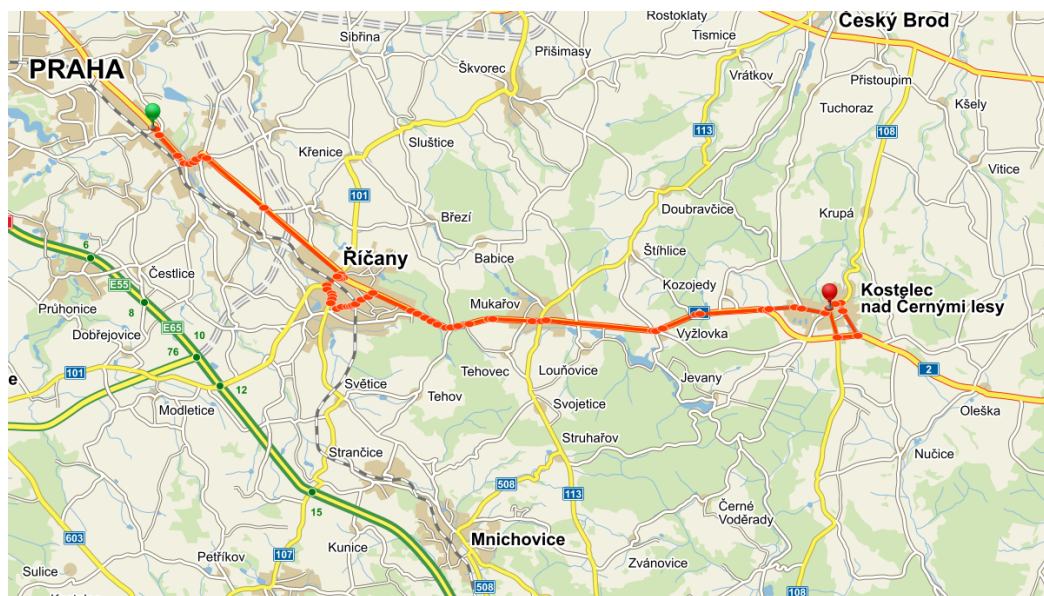 Rostoklaty
ČeskýBrod
Tismice
Sibřina
Přišimasy
PRAHA
Škvorec
Vrátkov
Přistoupim
Tuchoraz
Kšely
108
113
Křenice
Sluštice
Vitice
101
Doubravčice
Krupá
Březí
6
Říčany
Babice
Štíhlice
Čestlice
E55
Kozojedy
Kostelec
nad Černými lesy
Průhonice
8
Mukařov
Dobřejovice
E65
10
Vyžlovka
76
101
12
Světice
Tehovec
Louňovice
Jevany
2
Modletice
Tehov
Svojetice
Oleška
Struhařov
Nučice
Strančice
508
113
15
Černé
Voděrady
603
107
Kunice
Mnichovice
Petříkov
Zvánovice
Sulice
508
108